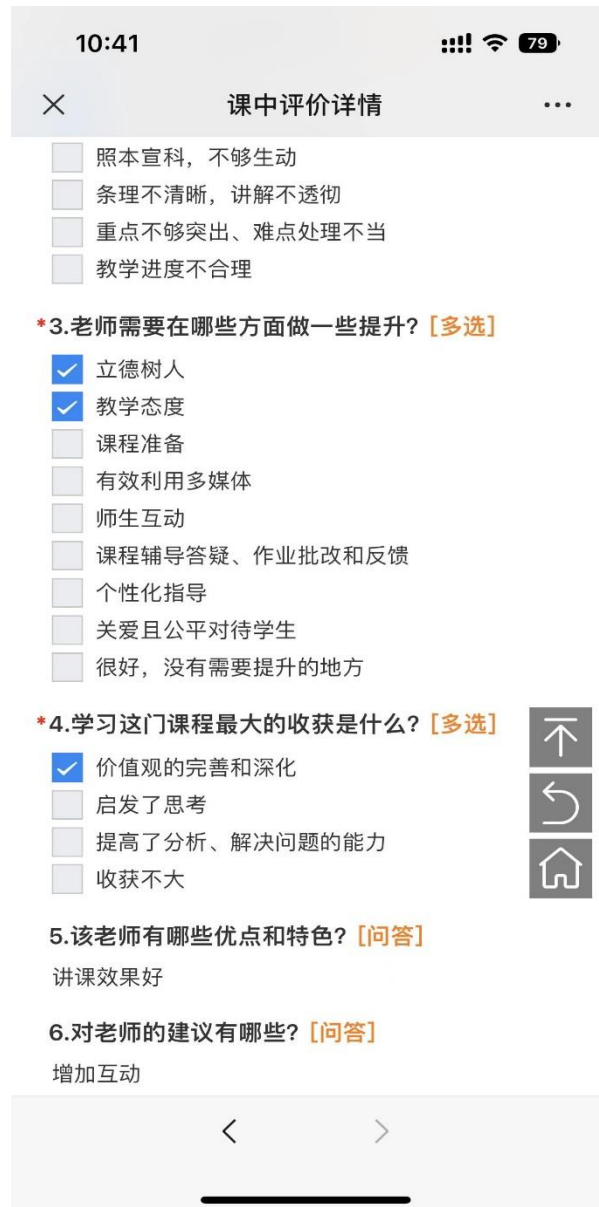 10:41
79
课中评价详情
照本宣科，不够生动
条理不清晰，讲解不透彻
重点不够突出、难点处理不当
教学进度不合理
*3.老师需要在哪些方面做一些提升？[多选]
立德树人
教学态度
课程准备
有效利用多媒体
师生互动
课程辅导答疑、作业批改和反馈
个性化指导
关爱且公平对待学生
很好，没有需要提升的地方
*4.学习这门课程最大的收获是什么？[多选]
价值观的完善和深化
启发了思考
提高了分析、解决问题的能力
收获不大
5.该老师有哪些优点和特色？[问答]
讲课效果好
6.对老师的建议有哪些？[问答]
增加互动